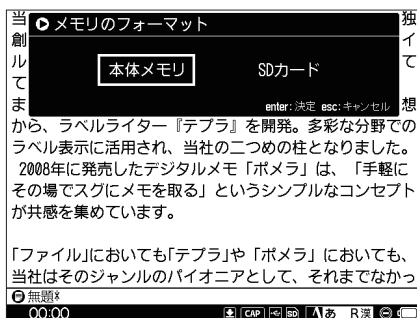 当 独
メモリのフォーマット
創 イ
ル て
本体メモリ SDカード
て
ま 想
enter:決定 esc:キャンセル
から、ラベルライター『テプラ』を開発。多彩な分野での
ラベル表示に活用され、当社の二つめの柱となりました。
2008年に発売したデジタルメモ「ポメラ」は、「手軽に
その場でスグにメモを取る」というシンプルなコンセプト
が共感を集めています。
「ファイル」においても「テプラ」や「ポメラ」においても、
当社はそのジャンルのパイオニアとして、それまでなかっ
無題*
00:00 CAP SD あ R漢